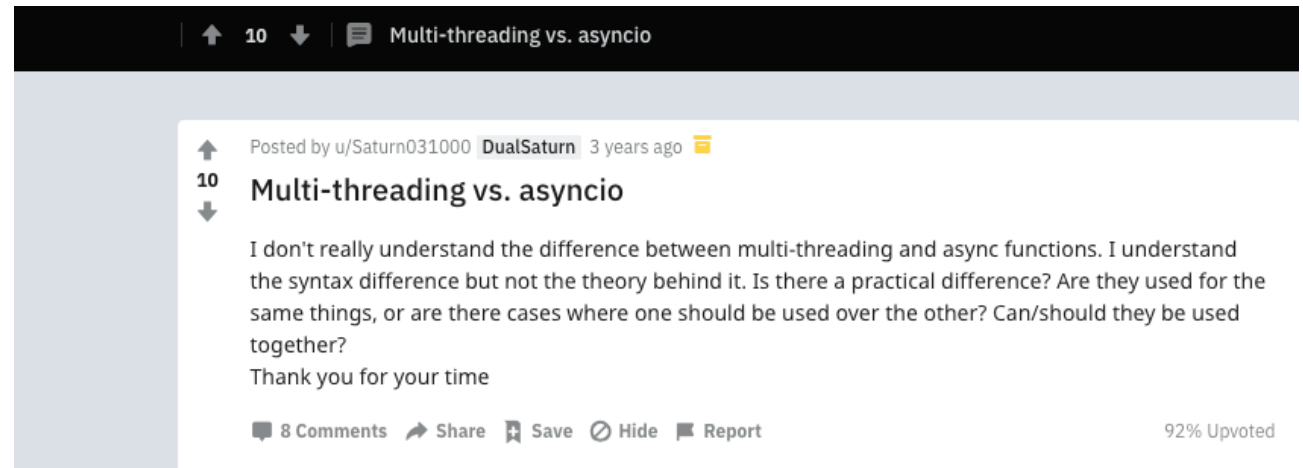 10 Multi-threading vs. asyncio
Posted by u/Saturn031000 DualSaturn 3 years ago
10
Multi-threading vs. asyncio
I don't really understand the difference between multi-threading and async functions. I understand
the syntax difference but not the theory behind it. Is there a practical difference? Are they used for the
same things, or are there cases where one should be used over the other? Can/should they be used
together?
Thank you for your time
8 Comments Share Save Hide Report 92% Upvoted